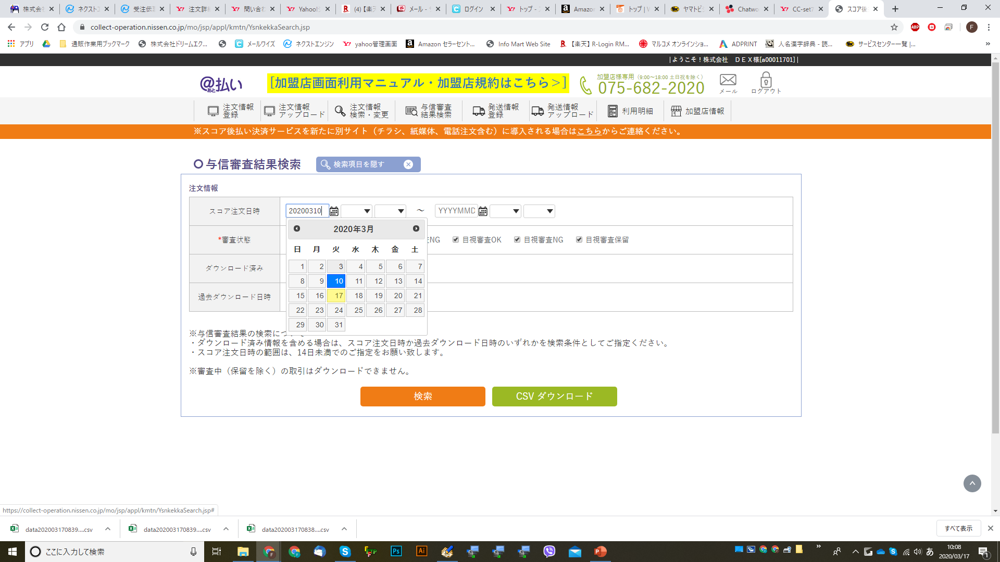 株式会
ネクストエ
受注伝
注文詳細
問い合わ
Yahoo!シ
(4)【楽天
メール - サ
ログイン
トップ - ス
Amazon
トップ | W
ヤマトビジ
Chatwo
CC-set7
スコア後
collect-operation.nissen.co.jp/mo/jsp/appl/kmtn/YsnkekkaSearch.jsp
ABP
F
アプリ
通販作業用ブックマーク
株式会社ドリームエク...
メールワイズ
ネクストエンジン
yahoo管理画面
Amazon セラーセント...
Info Mart Web Site
【楽天】R-Login RM...
マルコメ オンラインショ...
ADPRINT
人名漢字辞典 - 読...
サービスセンター一覧 |...
»
| ようこそ！株式会社　ＤＥＸ様[a00011701] |
@払い
あと
[加盟店画面利用マニュアル・加盟店規約はこちら＞]
加盟店様専用（9:00～18:00 土日祝を除く）
075-682-2020
メール
ログアウト
注文情報
登録
注文情報
アップロード
注文情報
検索・変更
与信審査
結果検索
発送情報
登録
発送情報
アップロード
利用明細
加盟店情報
※スコア後払い決済サービスを新たに別サイト（チラシ、紙媒体、電話注文含む）に導入される場合はこちらからご連絡ください。
与信審査結果検索
検索項目を隠す
注文情報
スコア注文日時
20200310
～
YYYYMMD
2020年3月
日 月 火 水 木 金 土
1 2 3 4 5 6 7
8 9 10 11 12 13 14
15 16 17 18 19 20 21
22 23 24 25 26 27 28
29 30 31
*審査状態
NG
目視審査OK
目視審査NG
目視審査保留
ダウンロード済み
過去ダウンロード日時
※与信審査結果の検索につ
・ダウンロード済み情報を含める場合は、スコア注文日時か過去ダウンロード日時のいずれかを検索条件としてご指定ください。
・スコア注文日時の範囲は、14日未満でのご指定をお願い致します。
※審査中（保留を除く）の取引はダウンロードできません。
検索
CSV ダウンロード
https://collect-operation.nissen.co.jp/mo/jsp/appl/kmtn/YsnkekkaSearch.jsp#
data202003170839....csv
data202003170839....csv
data202003170838....csv
すべて表示
ここに入力して検索
あ
10:08
2020/03/17
1